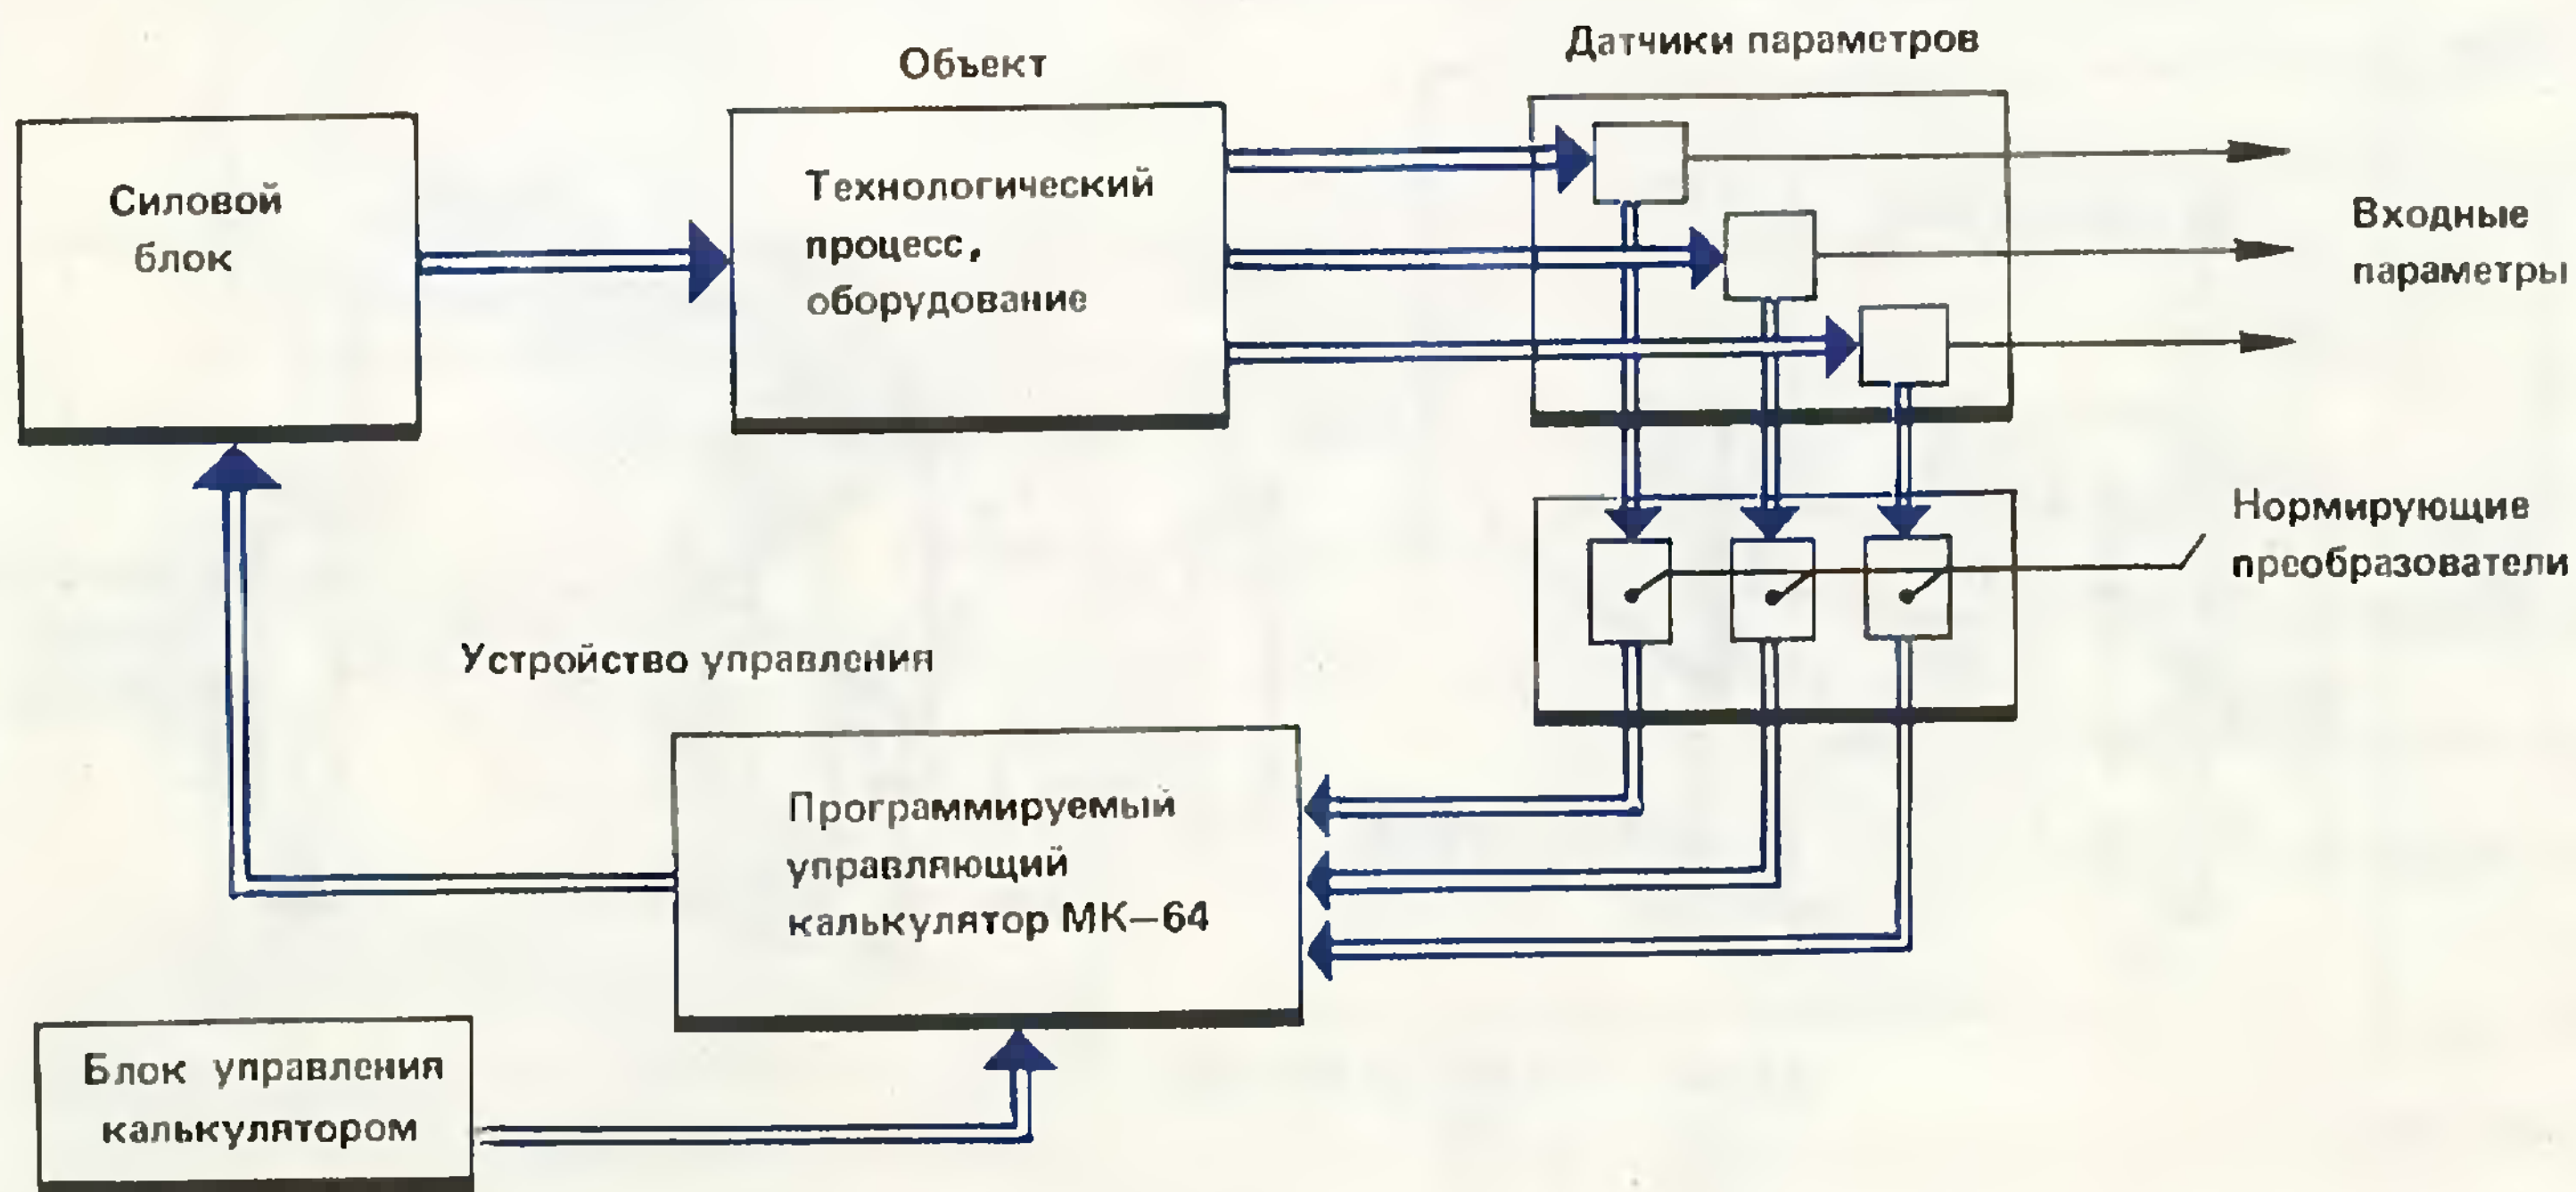 Объект
Датчики параметров
Силовой
блок
Технологический
процесс,
оборудование
Входные
параметры
Нормирующие
преобразователи
Устройство управления
Программируемый
управляющий
калькулятор МК–64
Блок управления
калькулятором